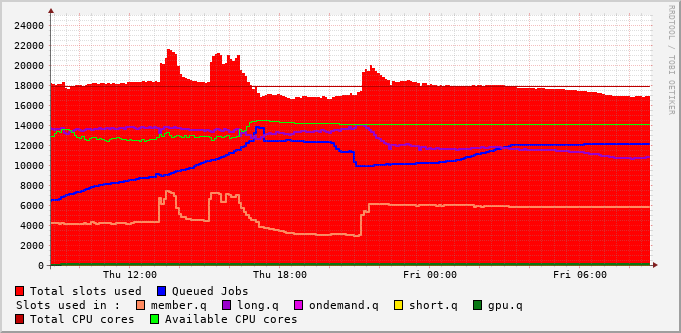 24000
22000
20000
18000
16000
14000
12000
10000
8000
6000
4000
2000
0
Thu 12:00 Thu 18:00 Fri 00:00 Fri 06:00
Total slots used Queued Jobs
Slots used in : member.q long.q ondemand.q short.q gpu.q
Total CPU cores Available CPU cores
RRDTOOL / TOBI OETIKER